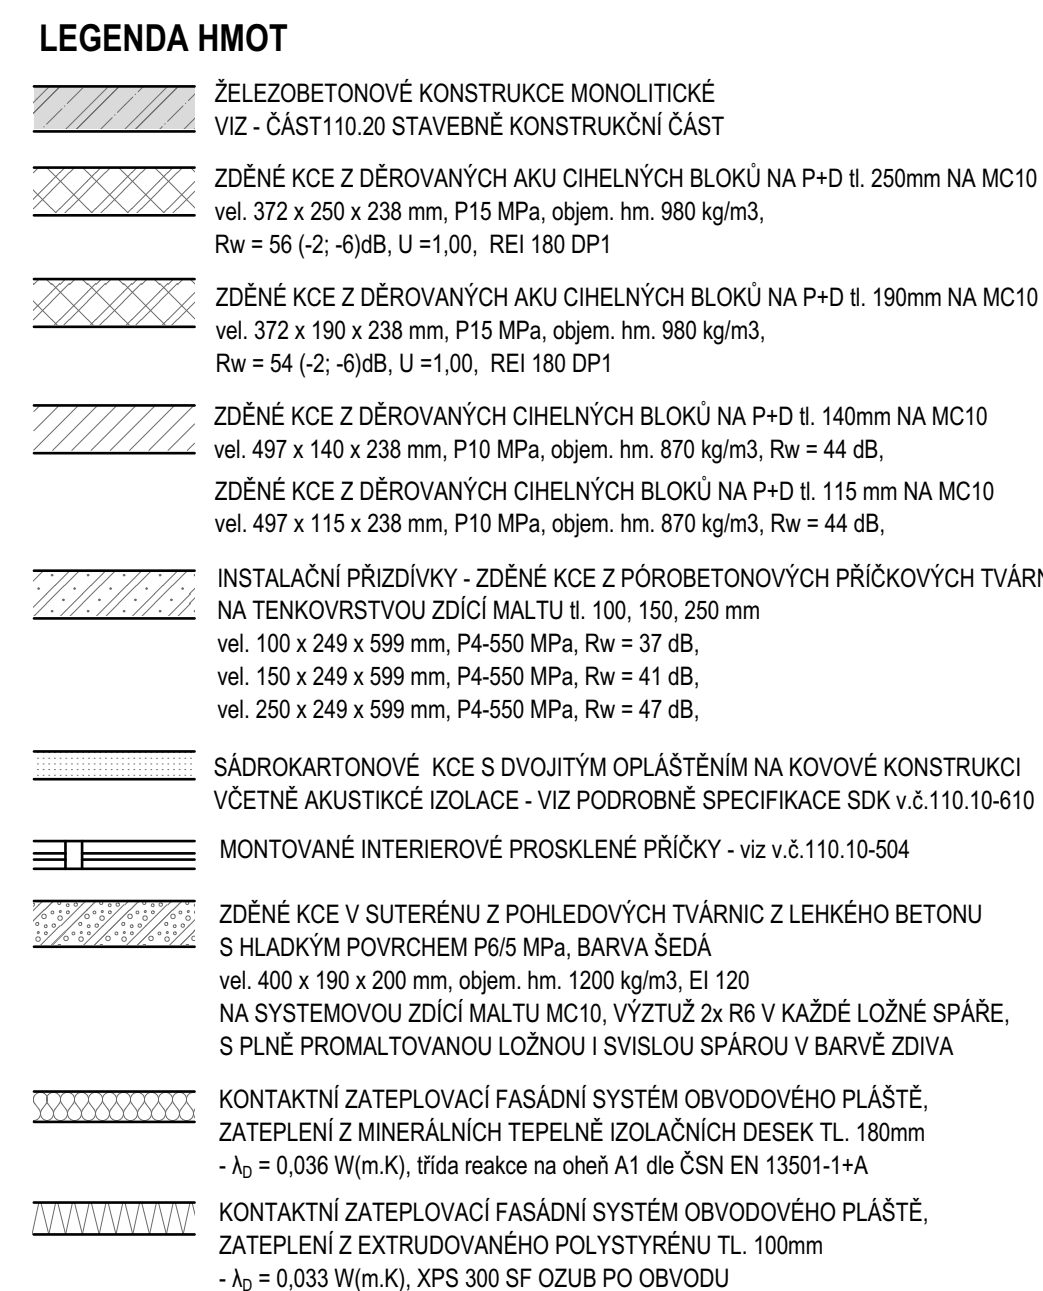 LEGENDA HMOT
ŽELEZOBETONOVÉ KONSTRUKCE MONOLITICKÉ
VIZ - ČÁST110.20 STAVEBNĚ KONSTRUKČNÍ ČÁST
ZDĚNÉ KCE Z DĚROVANÝCH AKU CIHELNÝCH BLOKŮ NA P+D tl. 250mm NA MC10
vel. 372 x 250 x 238 mm, P15 MPa, objem. hm. 980 kg/m3,
Rw = 56 (-2; -6)dB, U =1,00, REI 180 DP1
ZDĚNÉ KCE Z DĚROVANÝCH AKU CIHELNÝCH BLOKŮ NA P+D tl. 190mm NA MC10
vel. 372 x 190 x 238 mm, P15 MPa, objem. hm. 980 kg/m3,
Rw = 54 (-2; -6)dB, U =1,00, REI 180 DP1
ZDĚNÉ KCE Z DĚROVANÝCH CIHELNÝCH BLOKŮ NA P+D tl. 140mm NA MC10
vel. 497 x 140 x 238 mm, P10 MPa, objem. hm. 870 kg/m3, Rw = 44 dB,
ZDĚNÉ KCE Z DĚROVANÝCH CIHELNÝCH BLOKŮ NA P+D tl. 115 mm NA MC10
vel. 497 x 115 x 238 mm, P10 MPa, objem. hm. 870 kg/m3, Rw = 44 dB,
INSTALAČNÍ PŘIZDÍVKY - ZDĚNÉ KCE Z PÓROBETONOVÝCH PŘÍČKOVÝCH
NA TENKOVRSTVOU ZDÍCÍ MALTU tl. 100, 150, 250 mm
vel. 100 x 249 x 599 mm, P4-550 MPa, Rw = 37 dB,
vel. 150 x 249 x 599 mm, P4-550 MPa, Rw = 41 dB,
vel. 250 x 249 x 599 mm, P4-550 MPa, Rw = 47 dB,
SÁDROKARTONOVÉ KCE S DVOJITÝM OPLÁŠTĚNÍM NA KOVOVÉ KONSTRUKCI
VČETNĚ AKUSTIKCÉ IZOLACE - VIZ PODROBNĚ SPECIFIKACE SDK v.č.110.10-610
MONTOVANÉ INTERIEROVÉ PROSKLENÉ PŘÍČKY - viz v.č.110.10-504
ZDĚNÉ KCE V SUTERÉNU Z POHLEDOVÝCH TVÁRNIC Z LEHKÉHO BETONU
S HLADKÝM POVRCHEM P6/5 MPa, BARVA ŠEDÁ
vel. 400 x 190 x 200 mm, objem. hm. 1200 kg/m3, EI 120
NA SYSTEMOVOU ZDÍCÍ MALTU MC10, VÝZTUŽ 2x R6 V KAŽDÉ LOŽNÉ SPÁŘE,
S PLNĚ PROMALTOVANOU LOŽNOU I SVISLOU SPÁROU V BARVĚ ZDIVA
KONTAKTNÍ ZATEPLOVACÍ FASÁDNÍ SYSTÉM OBVODOVÉHO PLÁŠTĚ,
ZATEPLENÍ Z MINERÁLNÍCH TEPELNĚ IZOLAČNÍCH DESEK TL. 180mm
- λD = 0,036 W(m.K), třída reakce na oheň A1 dle ČSN EN 13501-1+A
KONTAKTNÍ ZATEPLOVACÍ FASÁDNÍ SYSTÉM OBVODOVÉHO PLÁŠTĚ,
ZATEPLENÍ Z EXTRUDOVANÉHO POLYSTYRÉNU TL. 100mm
- λD = 0,033 W(m.K), XPS 300 SF OZUB PO OBVODU